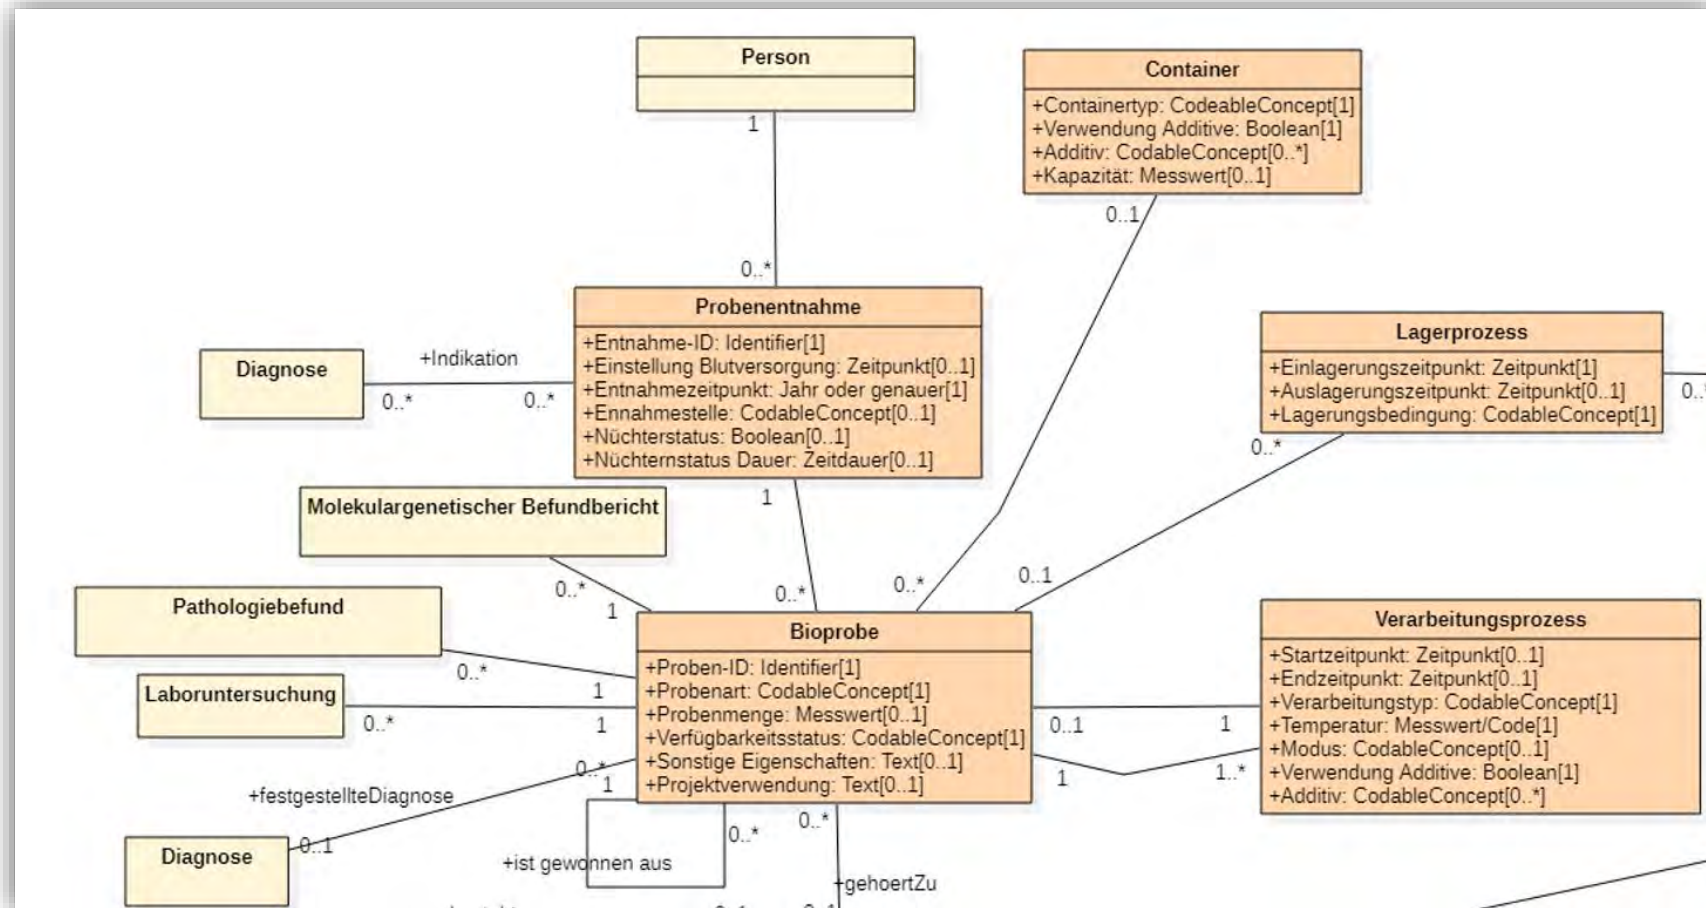 Person
1
0..*
Container
+Containertyp: CodeableConcept[1]
+Verwendung Additive: Boolean[1]
+Additiv: CodableConcept[0..*]
+Kapazität: Messwert[0..1]
0..1
Probenentnahme
+Entnahme-ID: Identifier[1]
+Einstellung Blutversorgung: Zeitpunkt[0..1]
+Entnahmezeitpunkt: Jahr oder genauer[1]
+Ennahmestelle: CodableConcept[0..1]
+Nüchterstatus: Boolean[0..1]
+Nüchternstatus Dauer: Zeitdauer[0..1]
1
0..*
0..*
Diagnose
+Indikation
0..*
0..*
Lagerprozess
+Einlagerungszeitpunkt: Zeitpunkt[1]
+Auslagerungszeitpunkt: Zeitpunkt[0..1]
+Lagerungsbedingung: CodableConcept[1]
0..
0..*
0..1
Molekulargenetischer Befundbericht
0..*
1
Pathologiebefund
0..*
1
Laboruntersuchung
0..*
1
Bioprobe
+Proben-ID: Identifier[1]
+Probenart: CodableConcept[1]
+Probenmenge: Messwert[0..1]
+Verfügbarkeitsstatus: CodableConcept[1]
+Sonstige Eigenschaften: Text[0..1]
+Projektverwendung: Text[0..1]
Verarbeitungsprozess
+Startzeitpunkt: Zeitpunkt[0..1]
+Endzeitpunkt: Zeitpunkt[0..1]
+Verarbeitungstyp: CodableConcept[1]
+Temperatur: Messwert/Code[1]
+Modus: CodableConcept[0..1]
+Verwendung Additive: Boolean[1]
+Additiv: CodableConcept[0..*]
0..1
1
1
1..*
0..*
1
+festgestellteDiagnose
0..1
Diagnose
0..*
+ist gewonnen aus
0..*
+gehoertZu